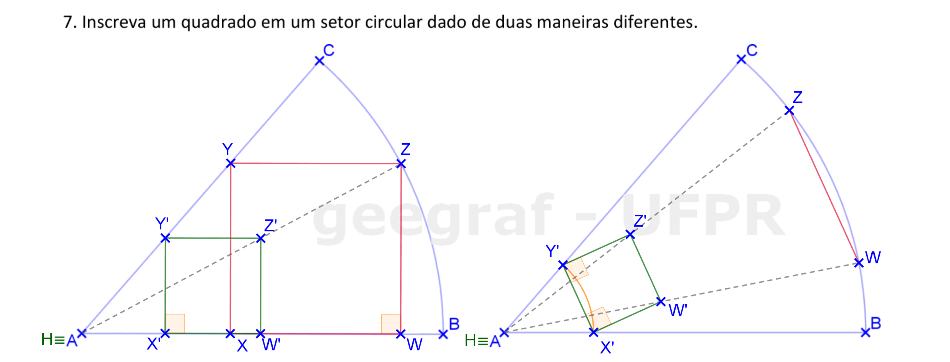 7. Inscreva um quadrado em um setor circular dado de duas maneiras diferentes.
C
C
Z
Y
Z
geegraf - UFPR
Y'
Z'
Z'
Y'
W
W'
B
B
H≡A
H≡A
X'
X
W'
W
X'